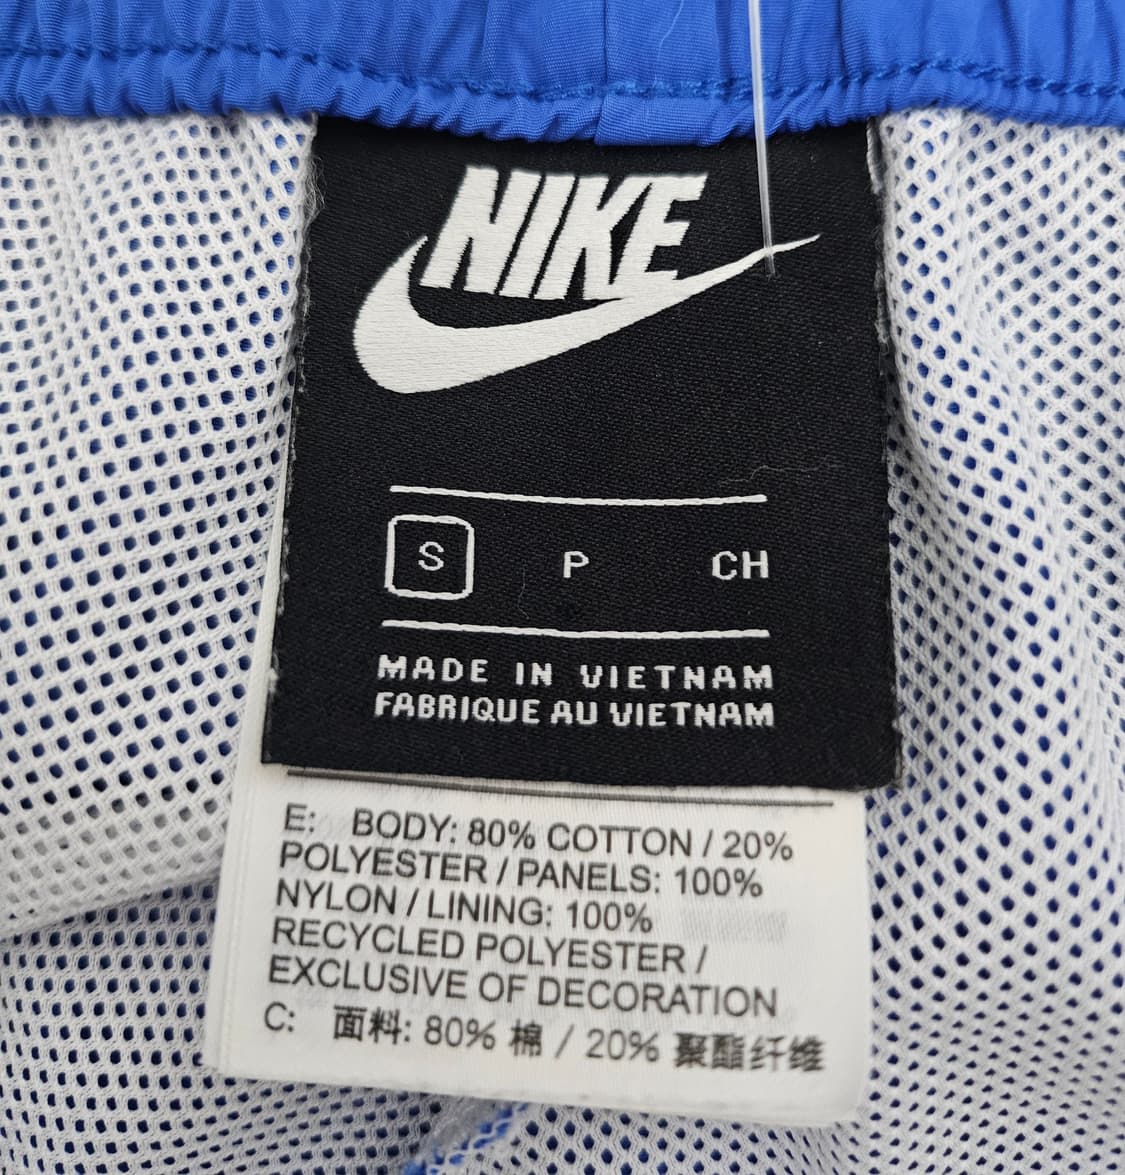 NIKE
S P CH
MADE IN VIETNAM
FABRIQUE AU VIETNAM
E: BODY: 80% COTTON / 20%
POLYESTER / PANELS: 100%
NYLON / LINING: 100%
RECYCLED POLYESTER /
EXCLUSIVE OF DECORATION
C: 面料: 80% 棉 / 20% 聚酯纤维